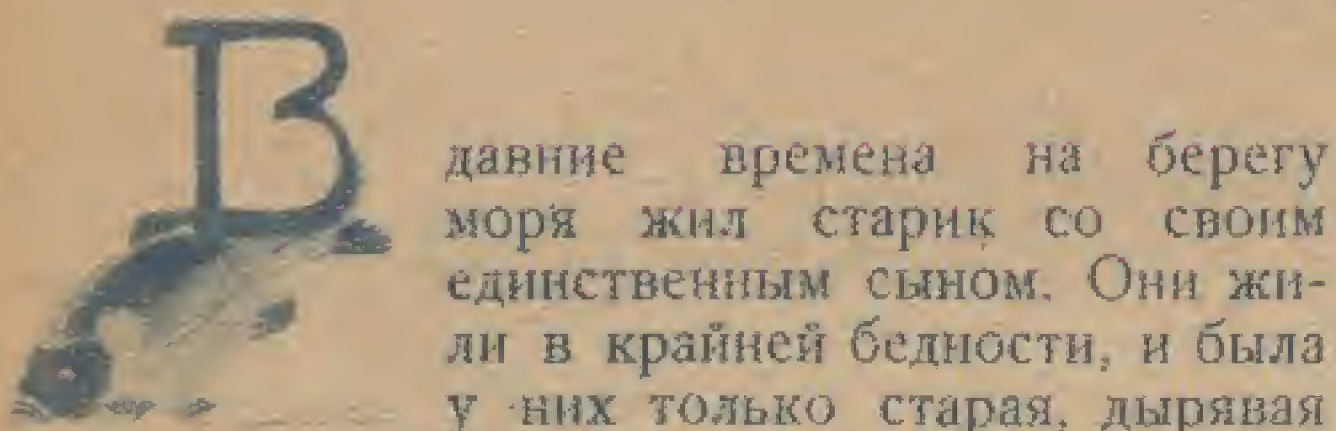 В давние времена на берегу
моря жил старик со своим
единственным сыном. Они жи-
ли в крайней бедности, и была
у них только старая, дырявая